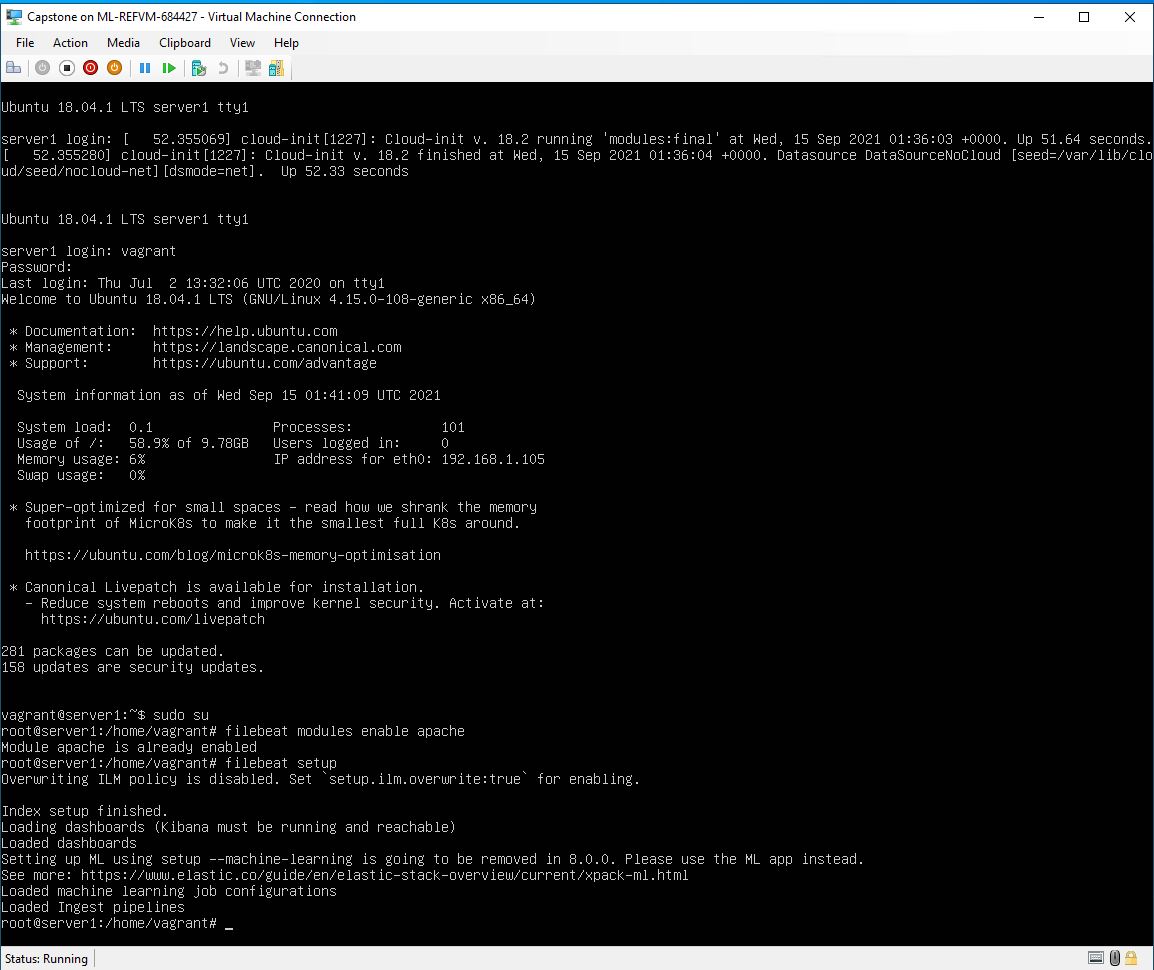 Capstone on ML-REFVM-684427 - Virtual Machine Connection
File Action Media Clipboard View Help
Ubuntu 18.04.1 LTS server1 tty1
server1 login: [   52.355069] cloud-init[1227]: Cloud-init v. 18.2 running 'modules:final' at Wed, 15 Sep 2021 01:36:03 +0000. Up 51.64 seconds.
[   52.355280] cloud-init[1227]: Cloud-init v. 18.2 finished at Wed, 15 Sep 2021 01:36:04 +0000. Datasource DataSourceNoCloud [seed=/var/lib/clo
ud/seed/nocloud-net][dsmode=net].  Up 52.33 seconds
Ubuntu 18.04.1 LTS server1 tty1
server1 login: vagrant
Password:
Last login: Thu Jul  2 13:32:06 UTC 2020 on tty1
Welcome to Ubuntu 18.04.1 LTS (GNU/Linux 4.15.0-108-generic x86_64)
* Documentation:  https://help.ubuntu.com
* Management:     https://landscape.canonical.com
* Support:        https://ubuntu.com/advantage
System information as of Wed Sep 15 01:41:09 UTC 2021
System load:  0.1               Processes:           101
Usage of /:   58.9% of 9.78GB   Users logged in:     0
Memory usage: 6%                IP address for eth0: 192.168.1.105
Swap usage:   0%
* Super-optimized for small spaces - read how we shrank the memory
footprint of MicroK8s to make it the smallest full K8s around.
https://ubuntu.com/blog/microk8s-memory-optimisation
* Canonical Livepatch is available for installation.
- Reduce system reboots and improve kernel security. Activate at:
https://ubuntu.com/livepatch
281 packages can be updated.
158 updates are security updates.
vagrant@server1:~$ sudo su
root@server1:/home/vagrant# filebeat modules enable apache
Module apache is already enabled
root@server1:/home/vagrant# filebeat setup
Overwriting ILM policy is disabled. Set `setup.ilm.overwrite:true` for enabling.
Index setup finished.
Loading dashboards (Kibana must be running and reachable)
Loaded dashboards
Setting up ML using setup --machine-learning is going to be removed in 8.0.0. Please use the ML app instead.
See more: https://www.elastic.co/guide/en/elastic-stack-overview/current/xpack-ml.html
Loaded machine learning job configurations
Loaded Ingest pipelines
root@server1:/home/vagrant# _
Status: Running